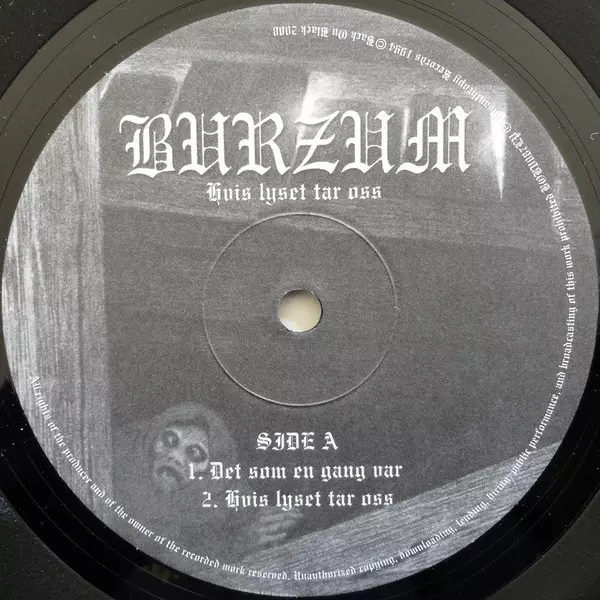 BURZUM
Hvis lyset tar oss
SIDE A
1. Det som en gang var
2. Hvis lyset tar oss
All rights of the producer and of the owner of the recorded work reserved. Unauthorized copying, downloading, lending, hiring, public performance, and broadcasting of this work prohibited
Records 1994 © Back On Black 2008